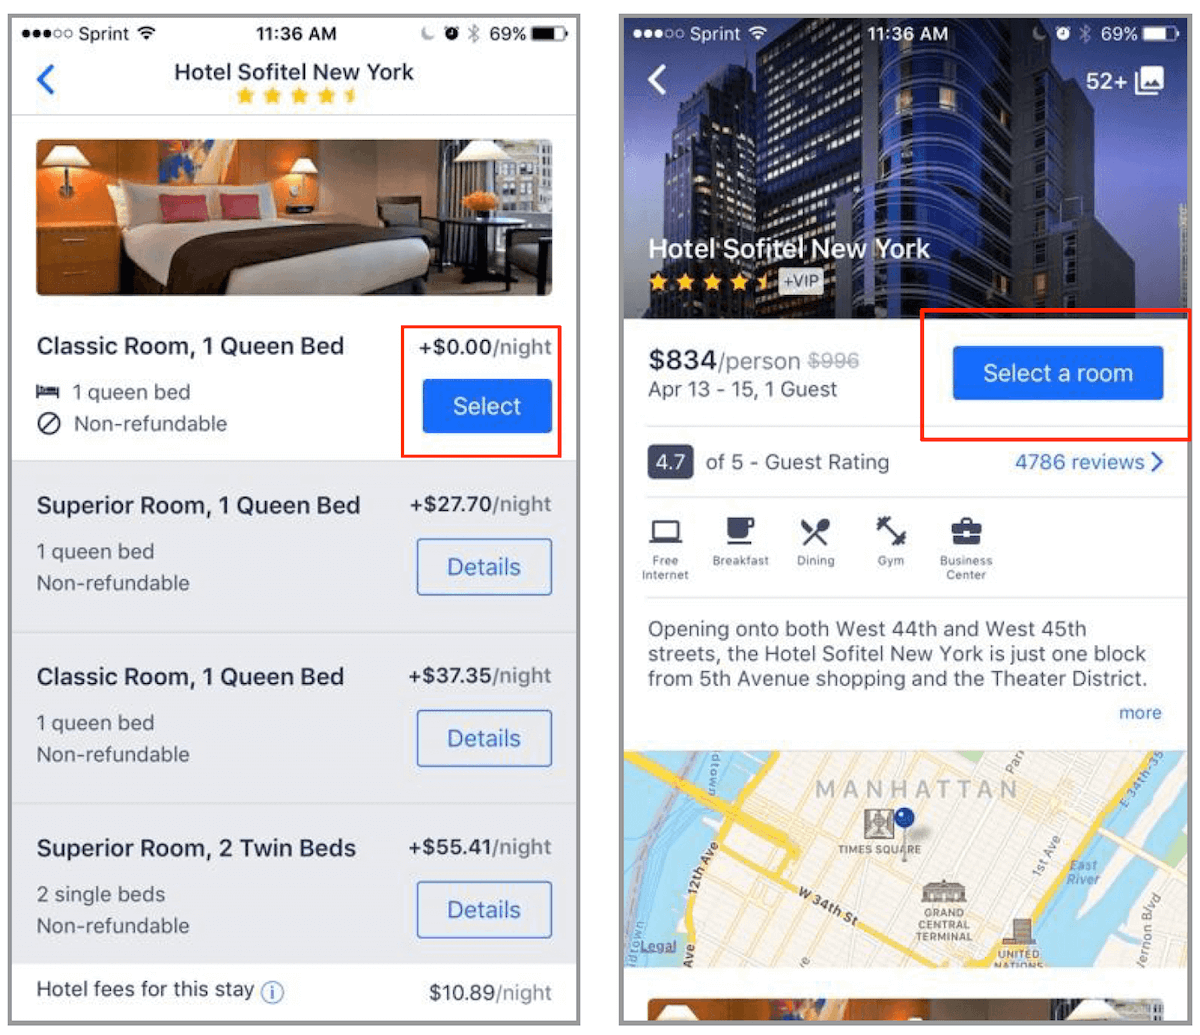 Sprint
11:36 AM
69%
Hotel Sofitel New York
Classic Room, 1 Queen Bed
+$0.00/night
1 queen bed
Non-refundable
Select
Superior Room, 1 Queen Bed
+$27.70/night
1 queen bed
Non-refundable
Details
Classic Room, 1 Queen Bed
+$37.35/night
1 queen bed
Non-refundable
Details
Superior Room, 2 Twin Beds
+$55.41/night
2 single beds
Non-refundable
Details
Hotel fees for this stay
$10.89/night
Sprint
11:36 AM
69%
52+
Hotel Sofitel New York
+VIP
$834/person $996
Apr 13 - 15, 1 Guest
Select a room
4.7 of 5 - Guest Rating
4786 reviews
Free
Internet
Breakfast
Dining
Gym
Business
Center
Opening onto both West 44th and West 45th
streets, the Hotel Sofitel New York is just one block
from 5th Avenue shopping and the Theater District.
more
MANHATTAN
Par
E 34th-35
TIMES SQUARE
1st Ave
12th Ave
East
River
W 34th St
GRAND
CENTRAL
TERMINAL
Vernon Blvd
UNITED
NATIONS
Legal
Ave